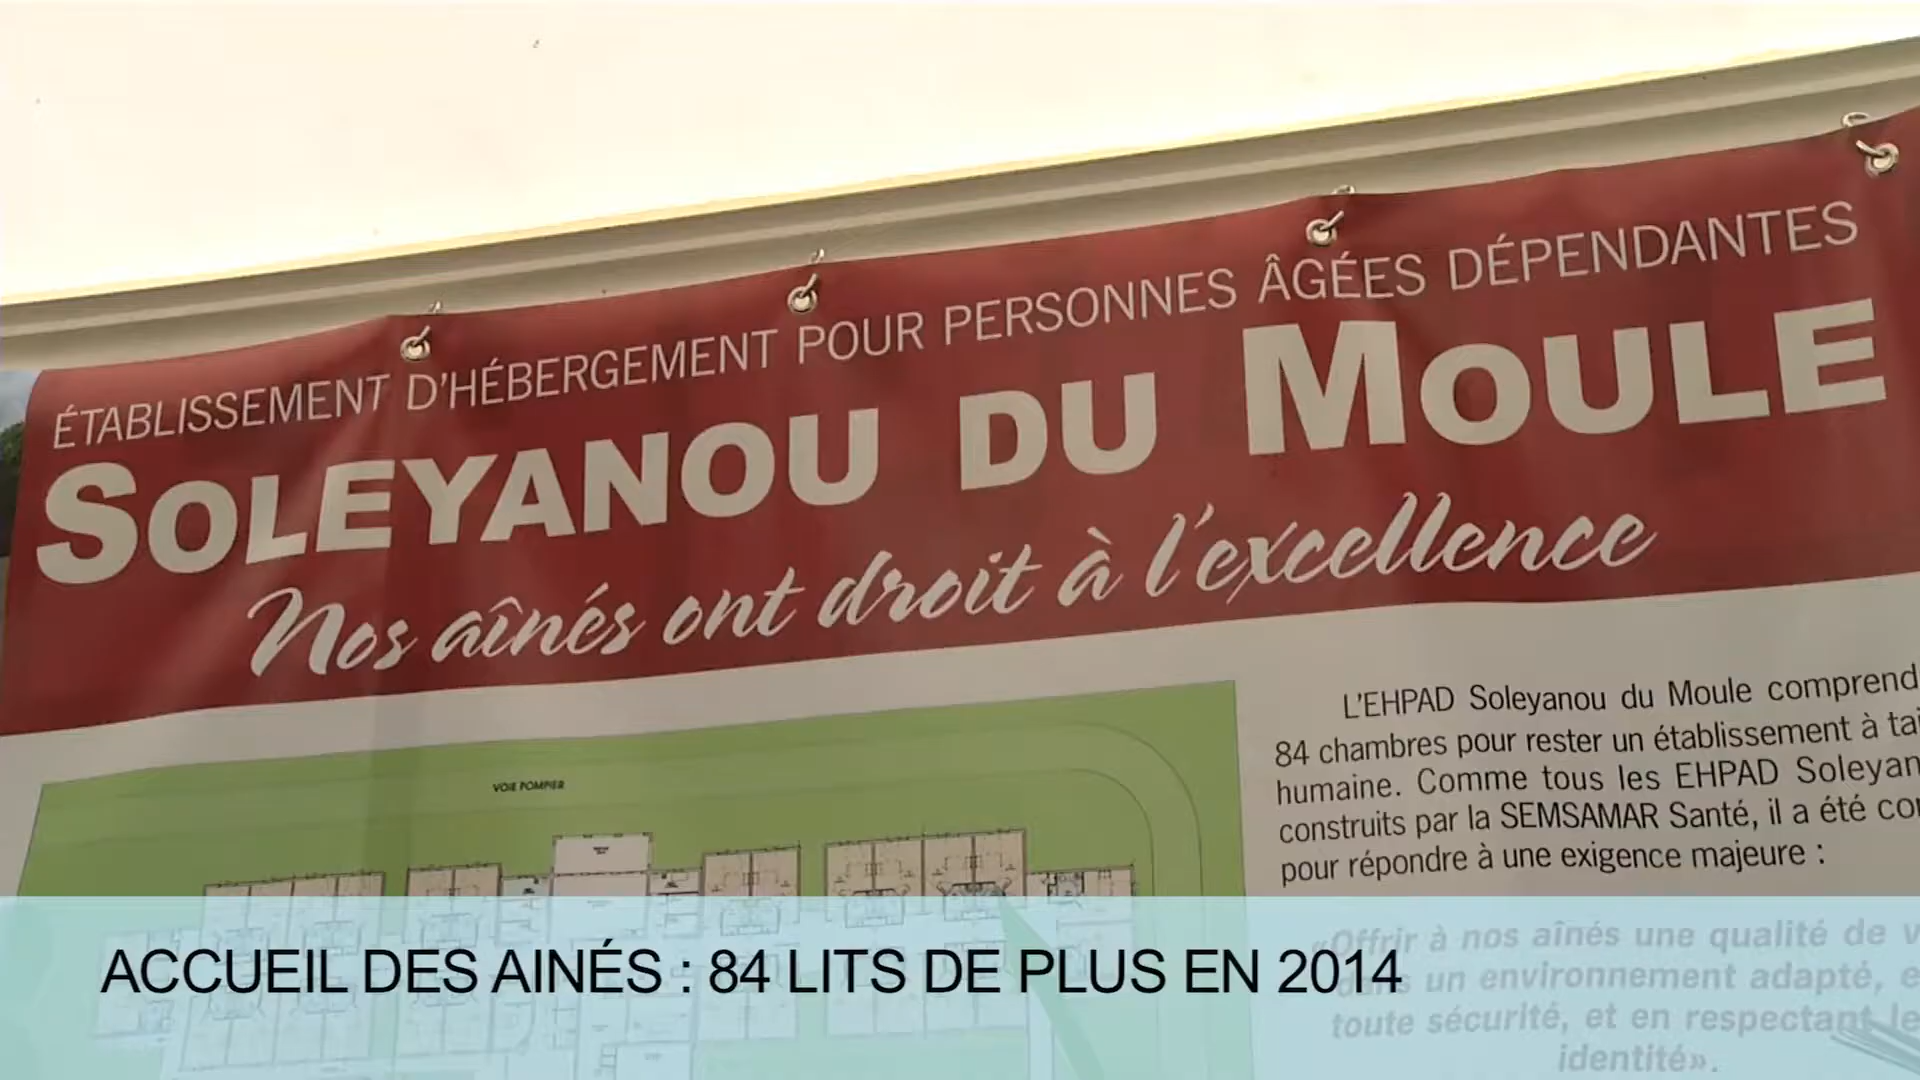 ÉTABLISSEMENT D'HÉBERGEMENT POUR PERSONNES ÂGÉES DÉPENDANTES
SOLEYANOU DU MOULE
Nos aînés ont droit à l'excellence
VOIE POMPIER
L'EHPAD Soleyanou du Moule comprend
84 chambres pour rester un établissement à tai
humaine. Comme tous les EHPAD Soleyan
construits par la SEMSAMAR Santé, il a été co
pour répondre à une exigence majeure :
«Offrir à nos aînés une qualité de v
dans un environnement adapté, e
toute sécurité, et en respectant le
identité».
ACCUEIL DES AINÉS : 84 LITS DE PLUS EN 2014